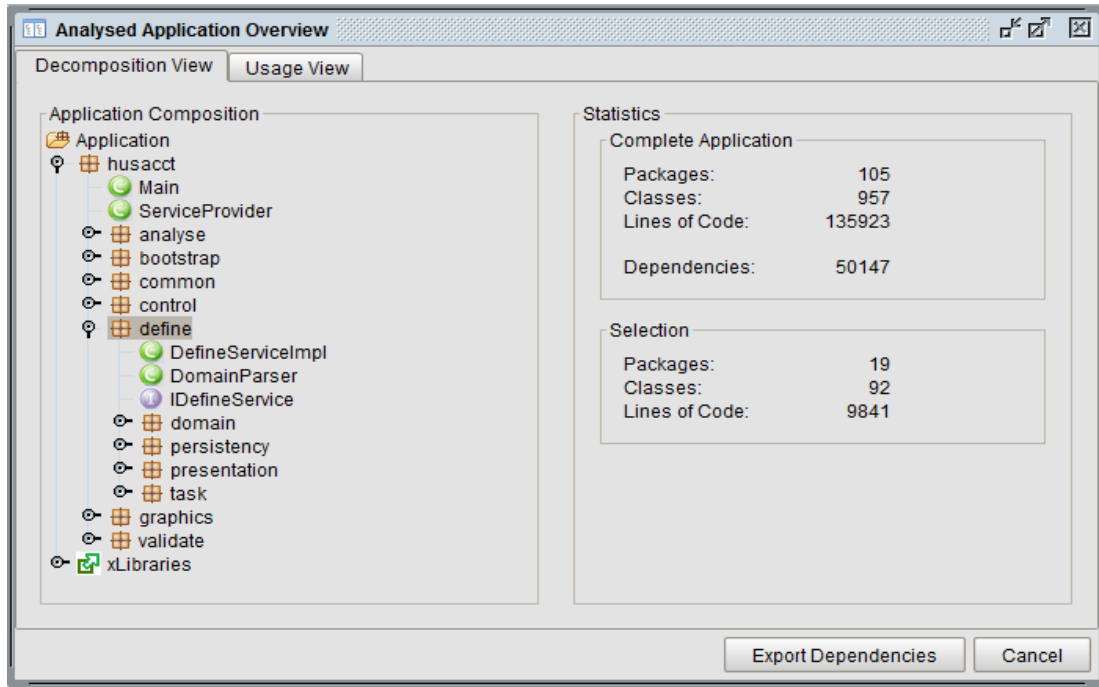 Analysed Application Overview
Decomposition View
Usage View
Application Composition
Application
husacct
Main
ServiceProvider
analyse
bootstrap
common
control
define
DefineServiceImpl
DomainParser
IDefineService
domain
persistency
presentation
task
graphics
validate
xLibraries
Statistics
Complete Application
Packages: 105
Classes: 957
Lines of Code: 135923
Dependencies: 50147
Selection
Packages: 19
Classes: 92
Lines of Code: 9841
Export Dependencies
Cancel